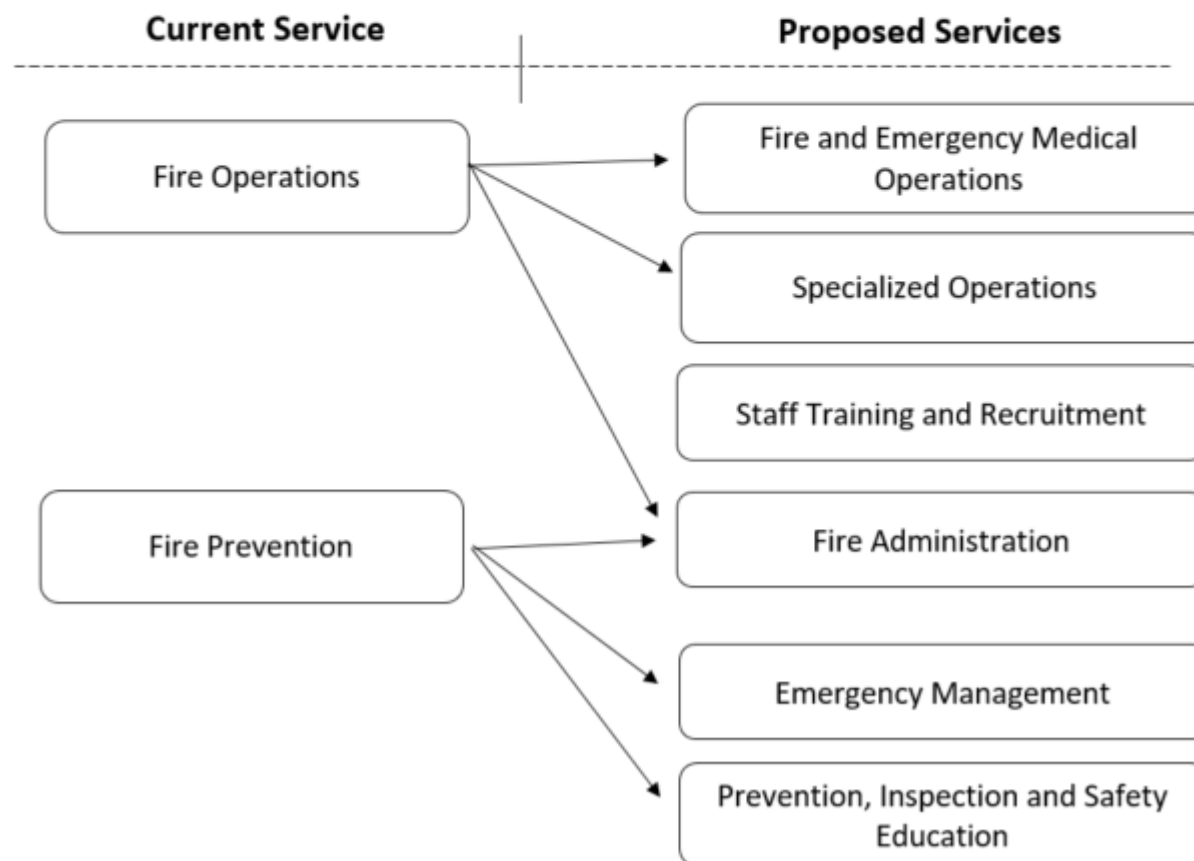 Current Service
Proposed Services
Fire Operations
Fire and Emergency Medical
Operations
Specialized Operations
Staff Training and Recruitment
Fire Prevention
Fire Administration
Emergency Management
Prevention, Inspection and Safety
Education